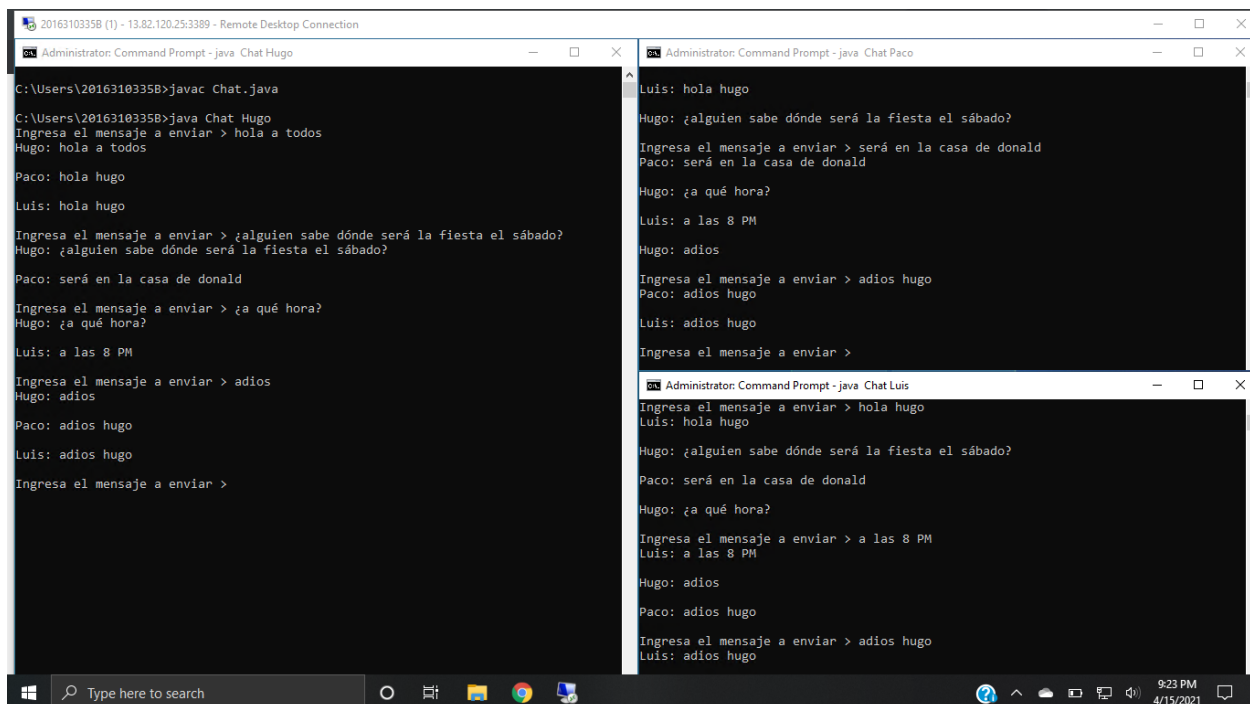 2016310335B (1) - 13.82.120.25:3389 - Remote Desktop Connection
Administrator: Command Prompt - java  Chat Hugo
C:\Users\2016310335B>javac Chat.java
C:\Users\2016310335B>java Chat Hugo
Ingresa el mensaje a enviar > hola a todos
Hugo: hola a todos
Paco: hola hugo
Luis: hola hugo
Ingresa el mensaje a enviar > ¿alguien sabe dónde será la fiesta el sábado?
Hugo: ¿alguien sabe dónde será la fiesta el sábado?
Paco: será en la casa de donald
Ingresa el mensaje a enviar > ¿a qué hora?
Hugo: ¿a qué hora?
Luis: a las 8 PM
Ingresa el mensaje a enviar > adios
Hugo: adios
Paco: adios hugo
Luis: adios hugo
Ingresa el mensaje a enviar >
Administrator: Command Prompt - java  Chat Paco
Luis: hola hugo
Hugo: ¿alguien sabe dónde será la fiesta el sábado?
Ingresa el mensaje a enviar > será en la casa de donald
Paco: será en la casa de donald
Hugo: ¿a qué hora?
Luis: a las 8 PM
Hugo: adios
Ingresa el mensaje a enviar > adios hugo
Paco: adios hugo
Luis: adios hugo
Ingresa el mensaje a enviar >
Administrator: Command Prompt - java  Chat Luis
Ingresa el mensaje a enviar > hola hugo
Luis: hola hugo
Hugo: ¿alguien sabe dónde será la fiesta el sábado?
Paco: será en la casa de donald
Hugo: ¿a qué hora?
Ingresa el mensaje a enviar > a las 8 PM
Luis: a las 8 PM
Hugo: adios
Paco: adios hugo
Ingresa el mensaje a enviar > adios hugo
Luis: adios hugo
Type here to search
9:23 PM
4/15/2021